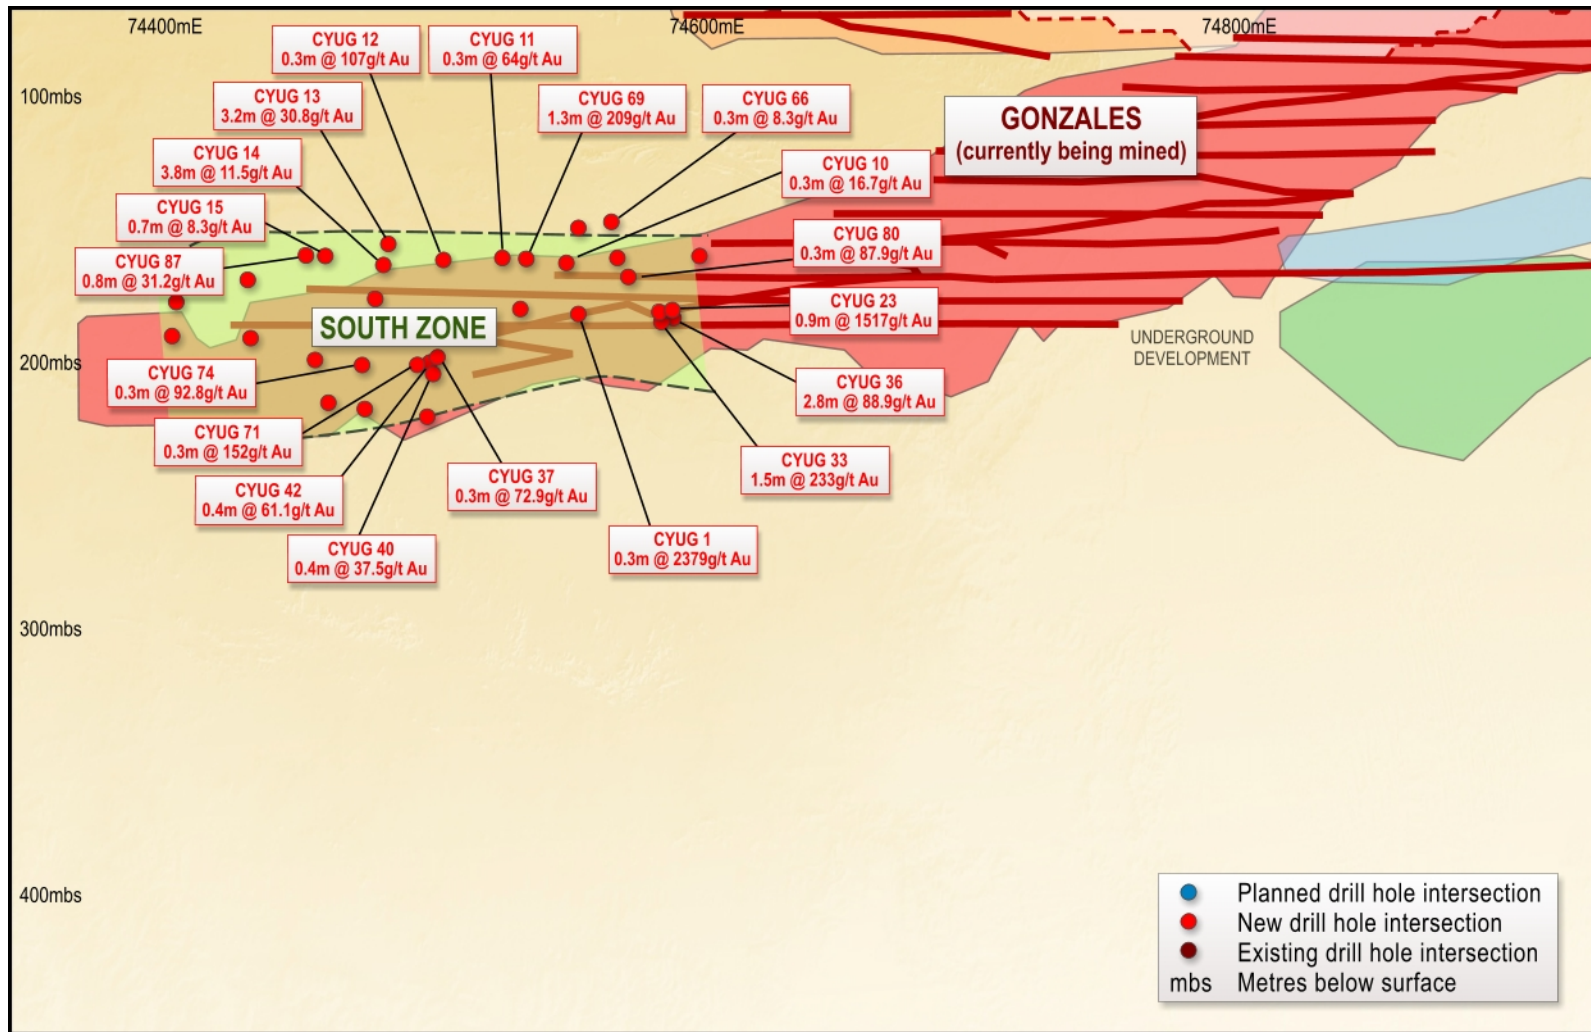 74400mE
74600mE
74800mE
CYUG 12
0.3m @ 107g/t Au
CYUG 11
0.3m @ 64g/t Au
100mbs
CYUG 13
3.2m @ 30.8g/t Au
CYUG 69
1.3m @ 209g/t Au
CYUG 66
0.3m @ 8.3g/t Au
GONZALES
(currently being mined)
CYUG 14
3.8m @ 11.5g/t Au
CYUG 10
0.3m @ 16.7g/t Au
CYUG 15
0.7m @ 8.3g/t Au
CYUG 80
0.3m @ 87.9g/t Au
CYUG 87
0.8m @ 31.2g/t Au
CYUG 23
0.9m @ 1517g/t Au
SOUTH ZONE
UNDERGROUND
DEVELOPMENT
200mbs
CYUG 74
0.3m @ 92.8g/t Au
CYUG 36
2.8m @ 88.9g/t Au
CYUG 71
0.3m @ 152g/t Au
CYUG 33
1.5m @ 233g/t Au
CYUG 37
0.3m @ 72.9g/t Au
CYUG 42
0.4m @ 61.1g/t Au
CYUG 1
0.3m @ 2379g/t Au
CYUG 40
0.4m @ 37.5g/t Au
300mbs
400mbs
Planned drill hole intersection
New drill hole intersection
Existing drill hole intersection
mbs Metres below surface